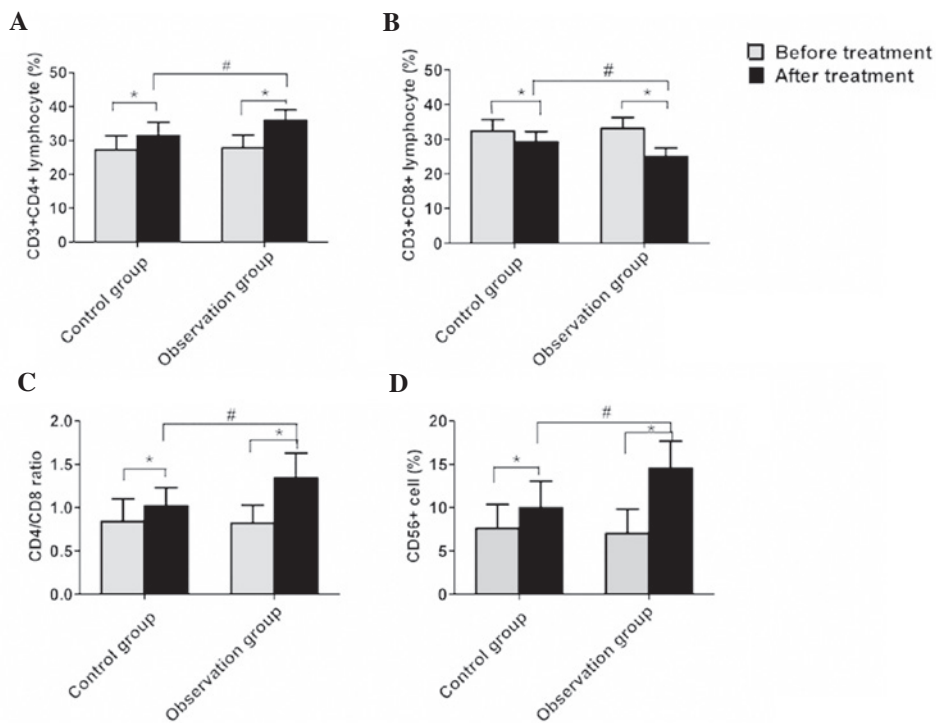 A
CD3+CD4+ lymphocyte (%)
50
40
30
20
10
0
*
*
#
Control group
Observation group
B
CD3+CD8+ lymphocyte (%)
50
40
30
20
10
0
*
*
#
Control group
Observation group
Before treatment
After treatment
C
CD4/CD8 ratio
2.0
1.5
1.0
0.5
0.0
*
*
#
Control group
Observation group
D
CD56+ cell (%)
20
15
10
5
0
*
*
#
Control group
Observation group